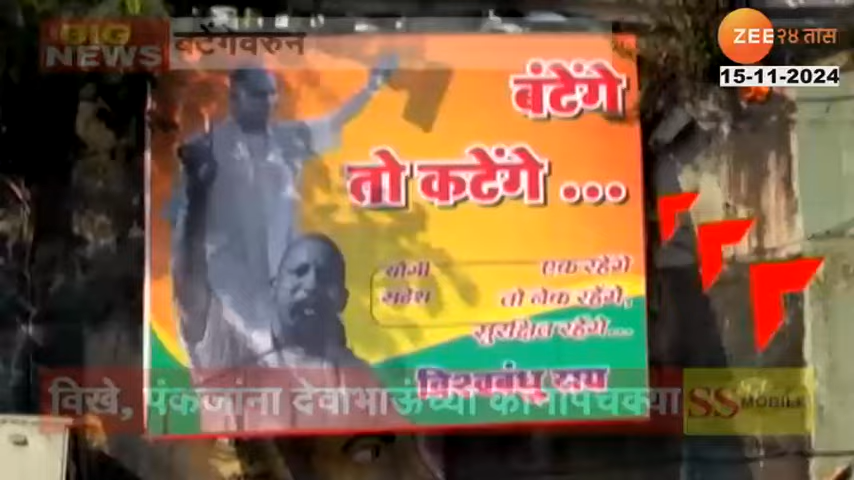 BIG
NEWS
बटेंगेवरुन
ZEE २४ तास
15-11-2024
बंटेंगे
तो कटेंगे ...
योगी
संदेश
एक रहेंगे
तो नेक रहेंगे,
सुरक्षित रहेंगे...
विश्वबंधू राय
विखे, पंकजांना देवाभाऊंच्या कानपिचक्या
SS MOBILE